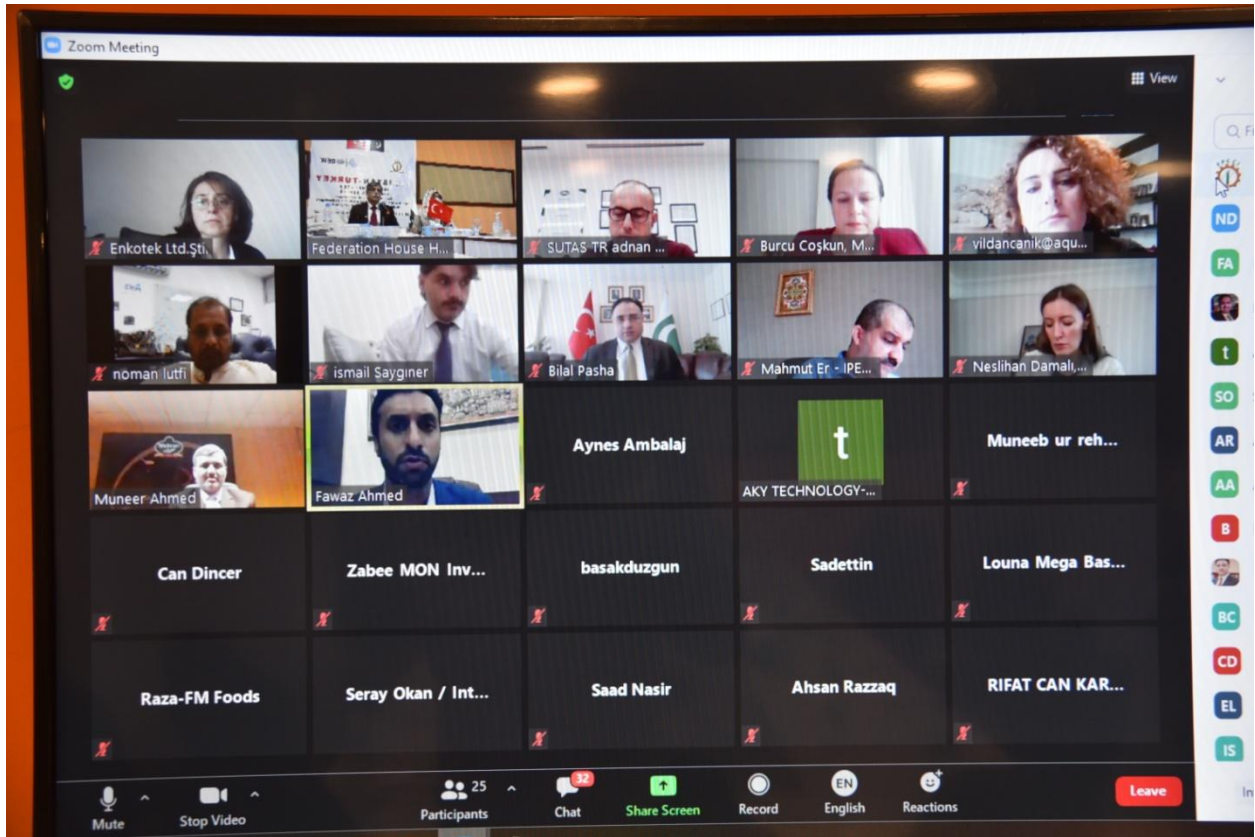 Zoom Meeting
View
Enkotek Ltd.Şti.
Federation House H...
SUTAS TR adnan ...
Burcu Coşkun, M...
vildancanik@aqu...
noman lutfi
ismail Saygıner
Bilal Pasha
Mahmut Er - IPE...
Neslihan Damalı,...
Muneer Ahmed
Fawaz Ahmed
Aynes Ambalaj
t
AKY TECHNOLOGY-...
Muneeb ur reh...
Can Dincer
Zabee MON Inv...
basakduzgun
Sadettin
Louna Mega Bas...
Raza-FM Foods
Seray Okan / Int...
Saad Nasir
Ahsan Razzaq
RIFAT CAN KAR...
Mute
Stop Video
25
Participants
32
Chat
Share Screen
Record
EN
English
Reactions
Leave
ND
FA
t
SO
AR
AA
B
BC
CD
EL
IS
In